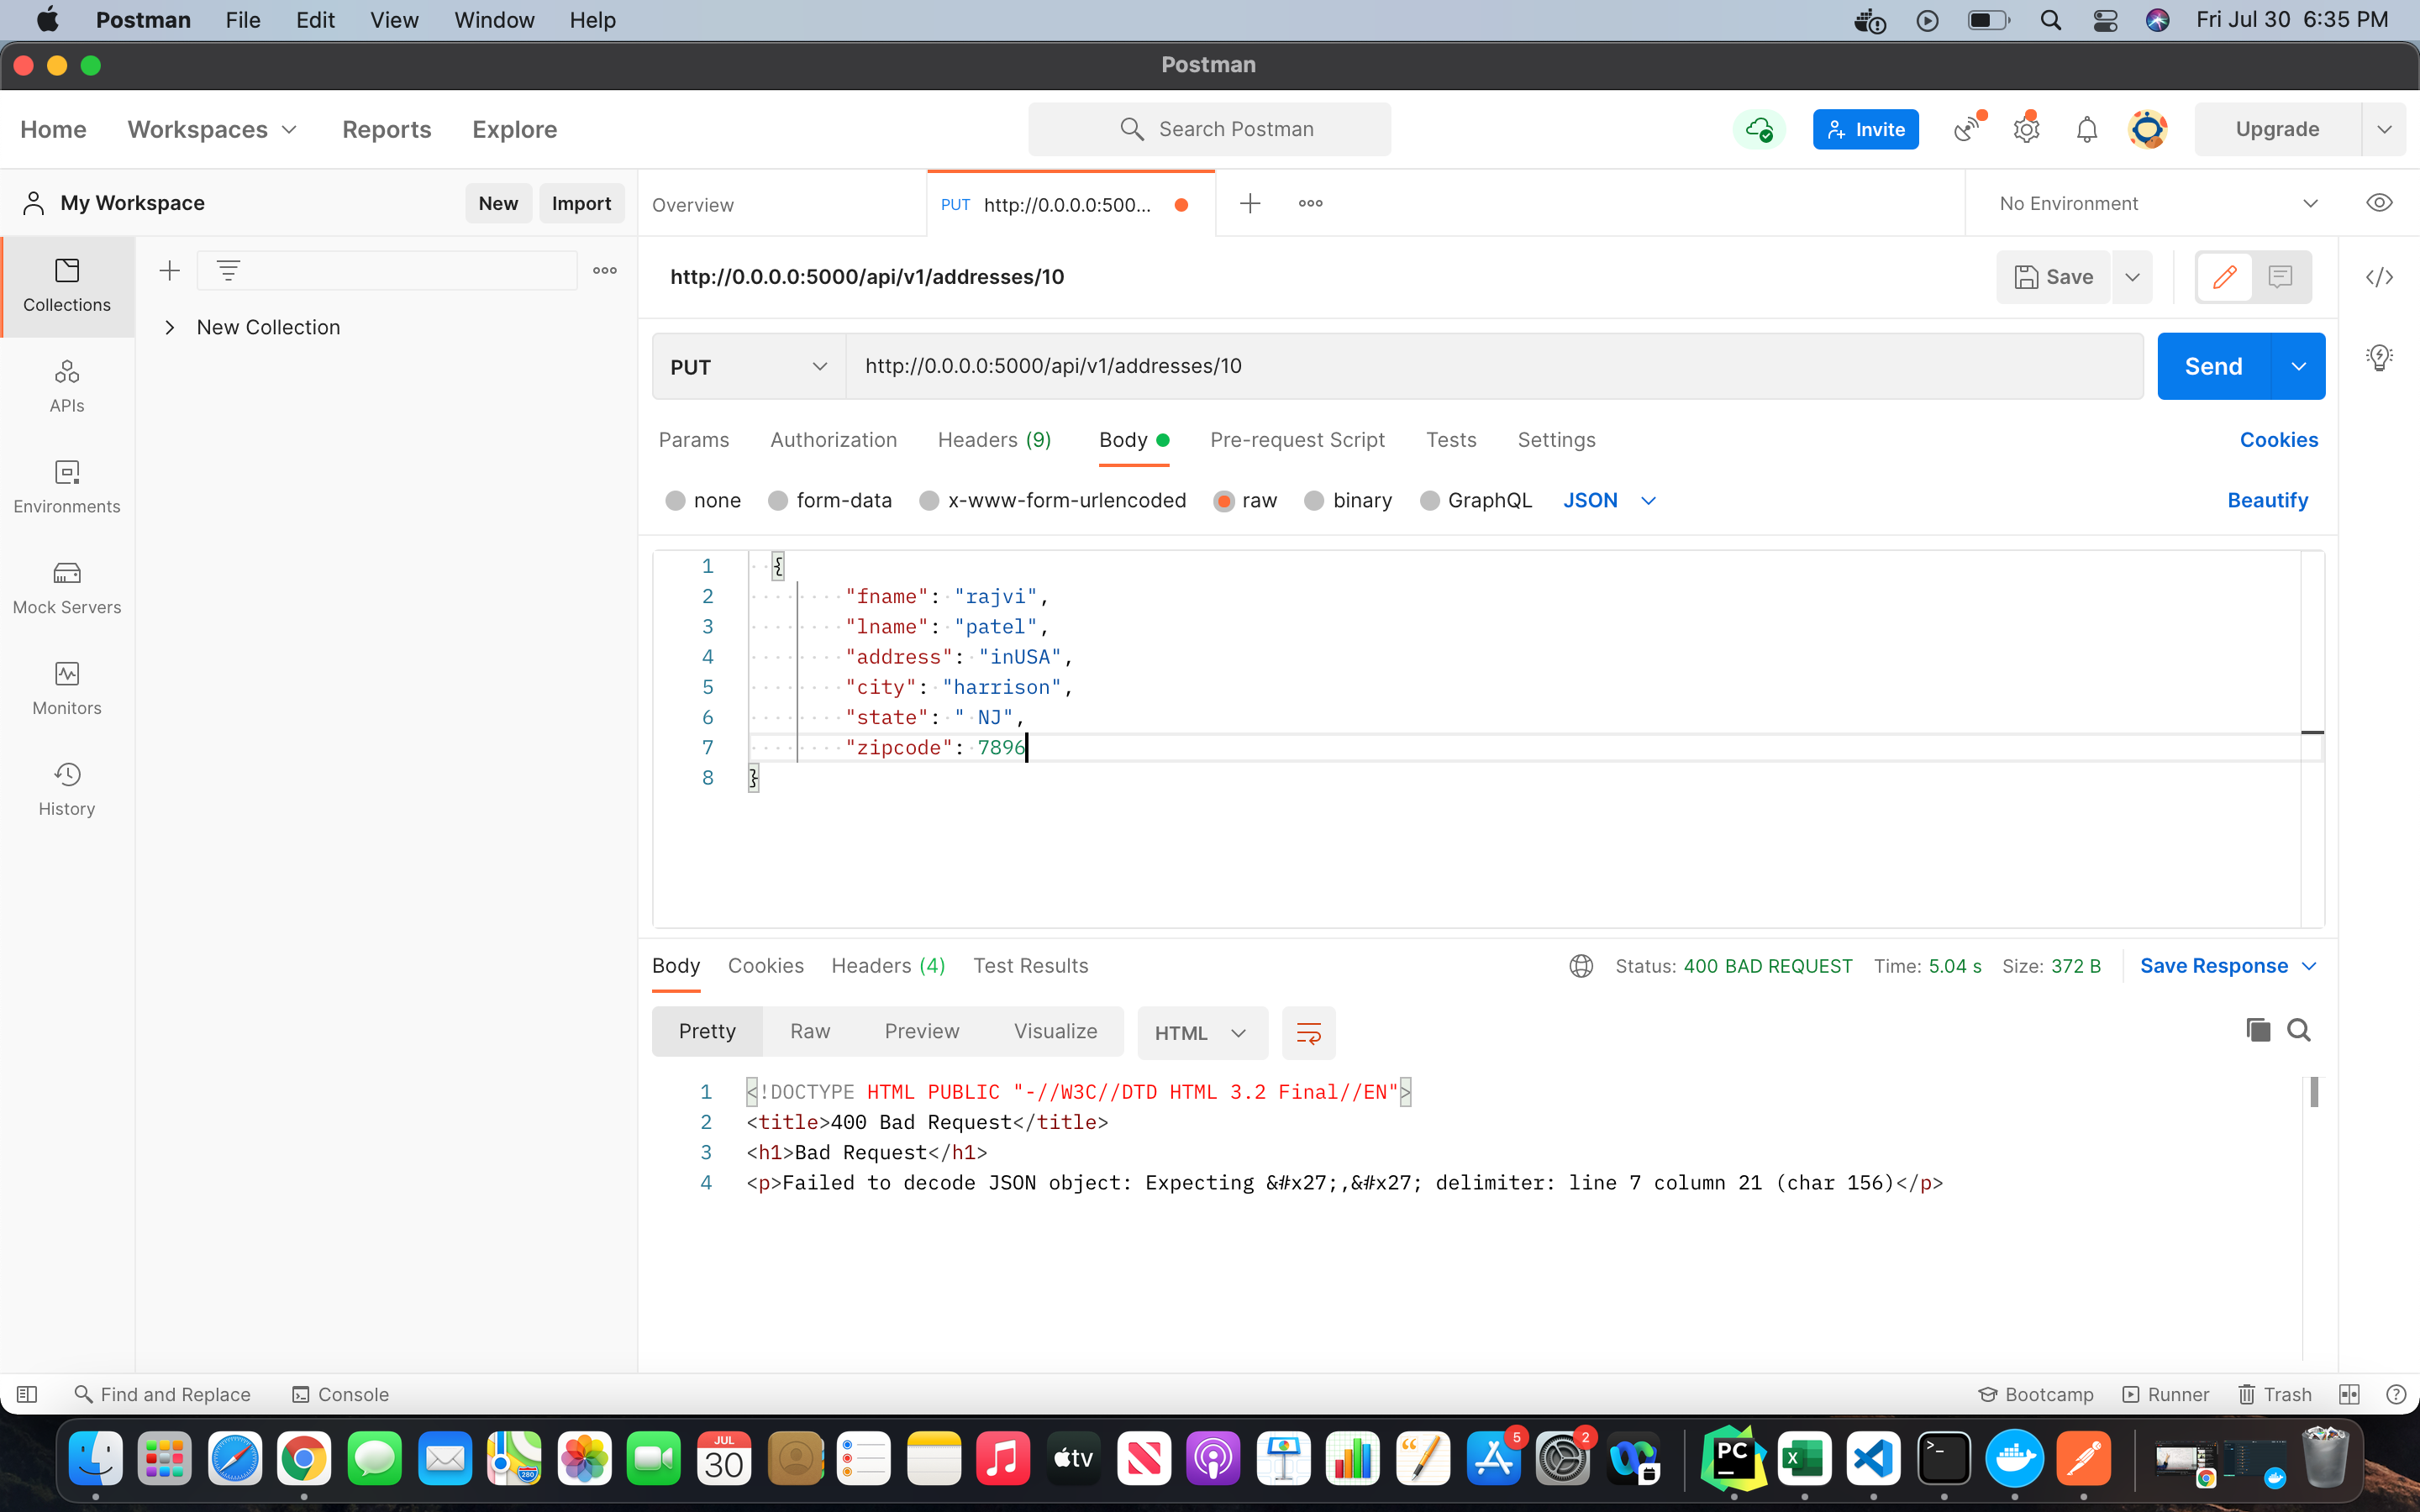 Postman File Edit View Window Help Fri Jul 30 6:35 PM
Postman
Home Workspaces Reports Explore Search Postman Invite Upgrade
My Workspace New Import Overview PUT http://0.0.0.0:500... No Environment
Collections
New Collection
APIs
Environments
Mock Servers
Monitors
History
http://0.0.0.0:5000/api/v1/addresses/10 Save
PUT http://0.0.0.0:5000/api/v1/addresses/10 Send
Params Authorization Headers (9) Body Pre-request Script Tests Settings Cookies
none form-data x-www-form-urlencoded raw binary GraphQL JSON Beautify
1 {
2 "fname": "rajvi",
3 "lname": "patel",
4 "address": "inUSA",
5 "city": "harrison",
6 "state": " NJ",
7 "zipcode": 7896
8 }
Body Cookies Headers (4) Test Results Status: 400 BAD REQUEST Time: 5.04 s Size: 372 B Save Response
Pretty Raw Preview Visualize HTML
1 <!DOCTYPE HTML PUBLIC "-//W3C//DTD HTML 3.2 Final//EN">
2 <title>400 Bad Request</title>
3 <h1>Bad Request</h1>
4 <p>Failed to decode JSON object: Expecting &#x27;,&#x27; delimiter: line 7 column 21 (char 156)</p>
Find and Replace Console Bootcamp Runner Trash
280 JUL 30 tv 5 2 PC X